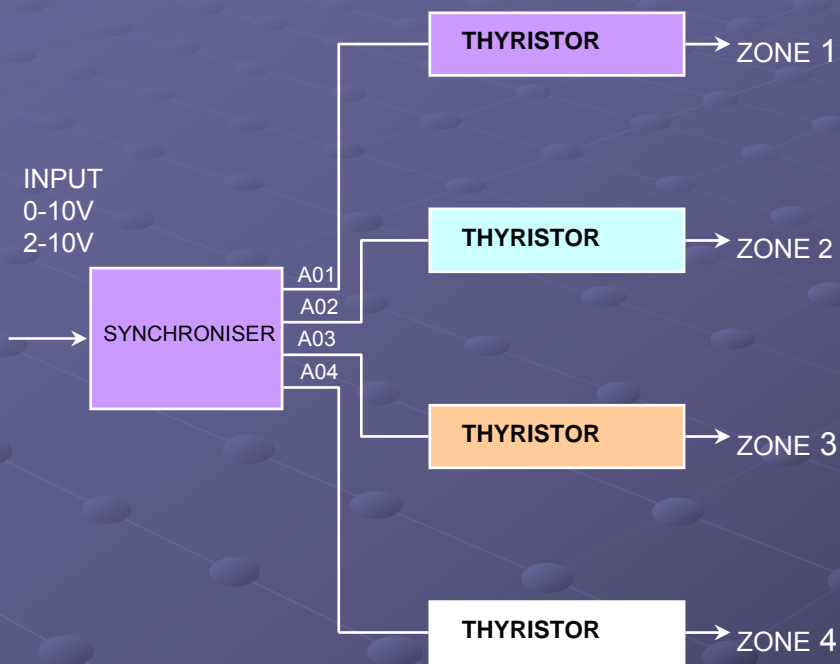 THYRISTOR
ZONE 1
INPUT
0-10V
2-10V
THYRISTOR
ZONE 2
A01
A02
SYNCHRONISER
A03
A04
THYRISTOR
ZONE 3
THYRISTOR
ZONE 4